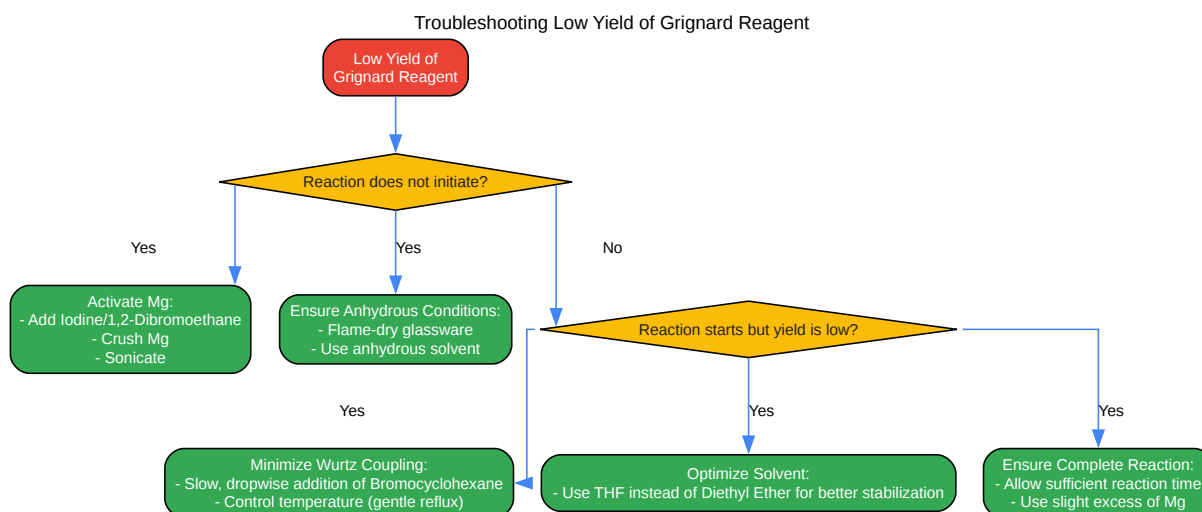 Troubleshooting Low Yield of Grignard Reagent
Low Yield of
Grignard Reagent
Reaction does not initiate?
Yes
Yes
No
Activate Mg:
- Add Iodine/1,2-Dibromoethane
- Crush Mg
- Sonicate
Ensure Anhydrous Conditions:
- Flame-dry glassware
- Use anhydrous solvent
Reaction starts but yield is low?
Yes
Yes
Yes
Minimize Wurtz Coupling:
- Slow, dropwise addition of Bromocyclohexane
- Control temperature (gentle reflux)
Optimize Solvent:
- Use THF instead of Diethyl Ether for better stabilization
Ensure Complete Reaction:
- Allow sufficient reaction time
- Use slight excess of Mg